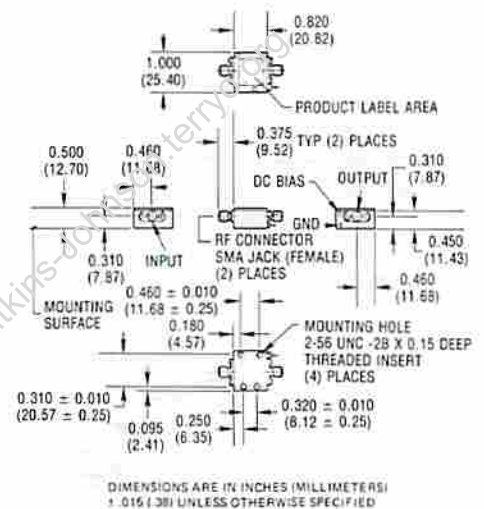 0.820
(20.82)
1.000
(25.40)
PRODUCT LABEL AREA
0.375 TYP (2) PLACES
(9.52)
0.500
(12.70)
0.460
(11.68)
0.310
(7.87)
DC BIAS
OUTPUT
GND
INPUT
RF CONNECTOR
SMA JACK (FEMALE)
(2) PLACES
0.310
(7.87)
0.450
(11.43)
0.460
(11.68)
MOUNTING
SURFACE
0.460 ± 0.010
(11.68 ± 0.25)
0.180
(4.57)
MOUNTING HOLE
2-56 UNC -28 X 0.15 DEEP
THREADED INSERT
(4) PLACES
0.310 ± 0.010
(20.57 ± 0.25)
0.095
(2.41)
0.250
(6.35)
0.320 ± 0.010
(8.12 ± 0.25)
DIMENSIONS ARE IN INCHES (MILLIMETERS)
± .015 (.38) UNLESS OTHERWISE SPECIFIED